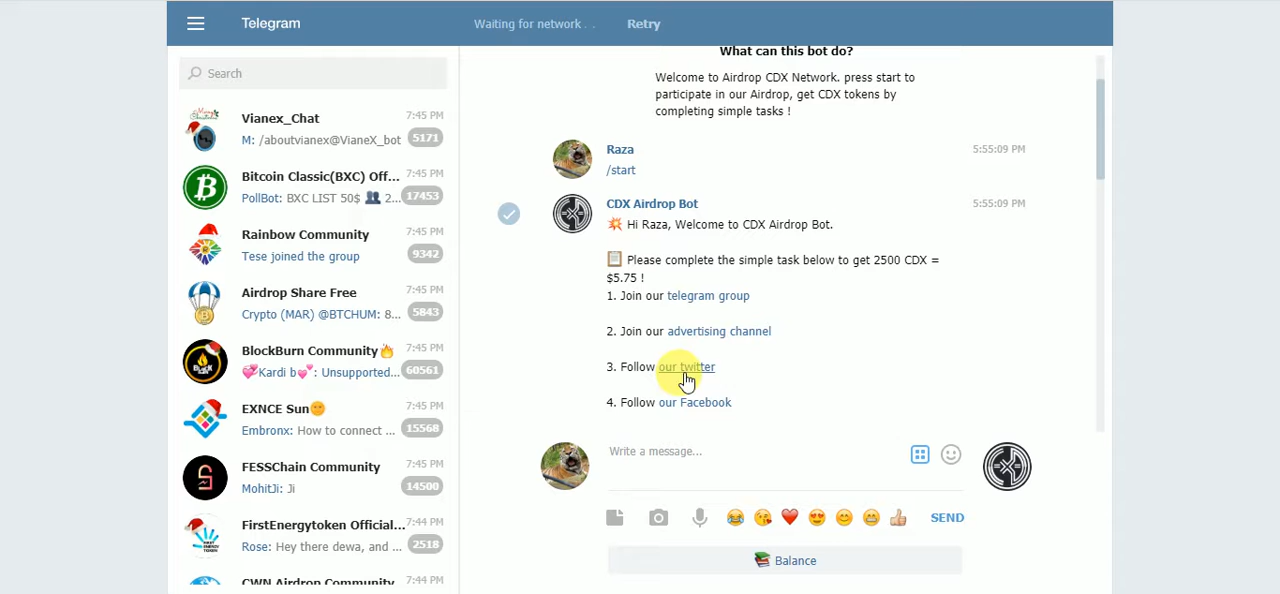 Telegram
Waiting for network . .
Retry
Search
Vianex_Chat
7:45 PM
M: /aboutvianex@VianeX_bot
5171
Bitcoin Classic(BXC) Off...
7:45 PM
PollBot: BXC LIST 50$ 👥 2...
17453
Rainbow Community
7:45 PM
Tese joined the group
9342
Airdrop Share Free
7:45 PM
Crypto (MAR) @BTCHUM: 8...
5843
BlockBurn Community🔥
7:45 PM
💞Kardi b💕: Unsupported...
60561
EXNCE Sun🌞
7:45 PM
Embronx: How to connect ...
15568
FESSChain Community
7:45 PM
MohitJi: Ji
14500
FirstEnergytoken Official...
7:44 PM
Rose: Hey there dewa, and ...
2518
CWN Airdrop Community
7:44 PM
What can this bot do?
Welcome to Airdrop CDX Network. press start to
participate in our Airdrop, get CDX tokens by
completing simple tasks !
Raza
5:55:09 PM
/start
CDX Airdrop Bot
5:55:09 PM
💥 Hi Raza, Welcome to CDX Airdrop Bot.
📋 Please complete the simple task below to get 2500 CDX =
$5.75 !
1. Join our telegram group
2. Join our advertising channel
3. Follow our twitter
4. Follow our Facebook
Write a message...
😂 😘 ❤ 😍 😊 😁 👍
SEND
📚 Balance